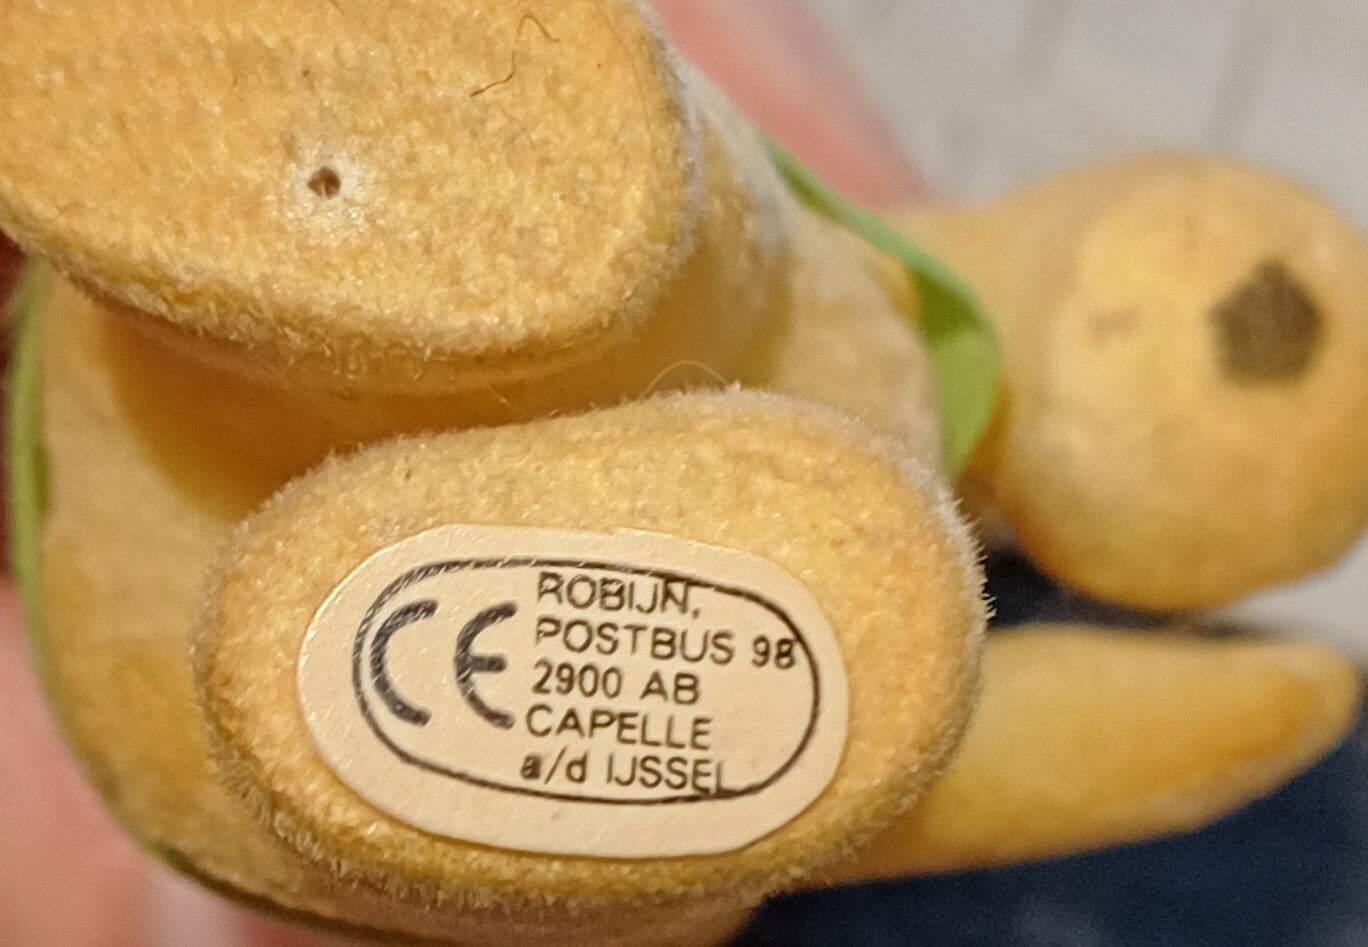 CE
ROBIJN,
POSTBUS 98
2900 AB
CAPELLE
a/d IJSSEL